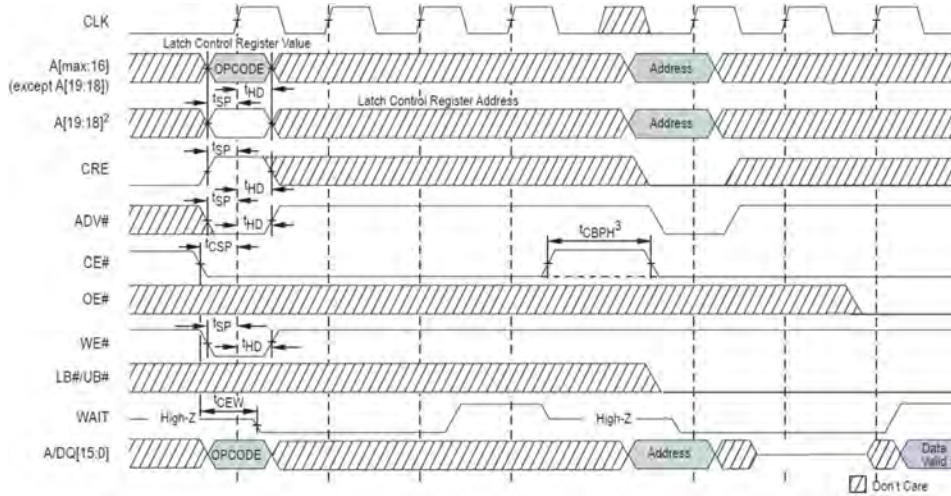 CLK
Latch Control Register Value
A[max:16]
(except A[19:18])
OPCODE
Address
tHD
tSP
Latch Control Register Address
A[19:18]2
Address
tSP
CRE
tHD
tSP
ADV#
tHD
tCSP
tCBPH3
CE#
OE#
tSP
WE#
tHD
LB#/UB#
tCEW
WAIT
High-Z
High-Z
A/DQ[15:0]
OPCODE
Address
Data
Valid
Don't Care